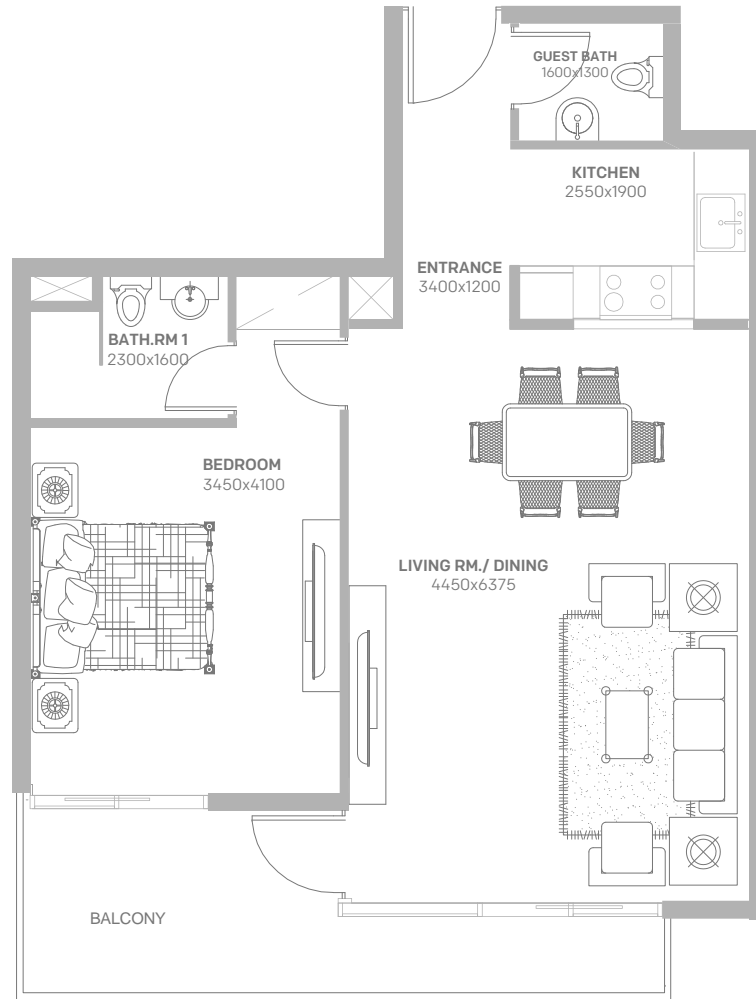 GUEST BATH
1600x1300
KITCHEN
2550x1900
ENTRANCE
3400x1200
BATH.RM 1
2300x1600
BEDROOM
3450x4100
LIVING RM./ DINING
4450x6375
BALCONY